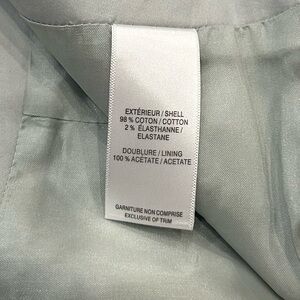 EXTÉRIEUR / SHELL
98 % COTON / COTTON
2 % ÉLASTHANNE /
ELASTANE
DOUBLURE / LINING
100 % ACÉTATE / ACETATE
GARNITURE NON COMPRISE
EXCLUSIVE OF TRIM